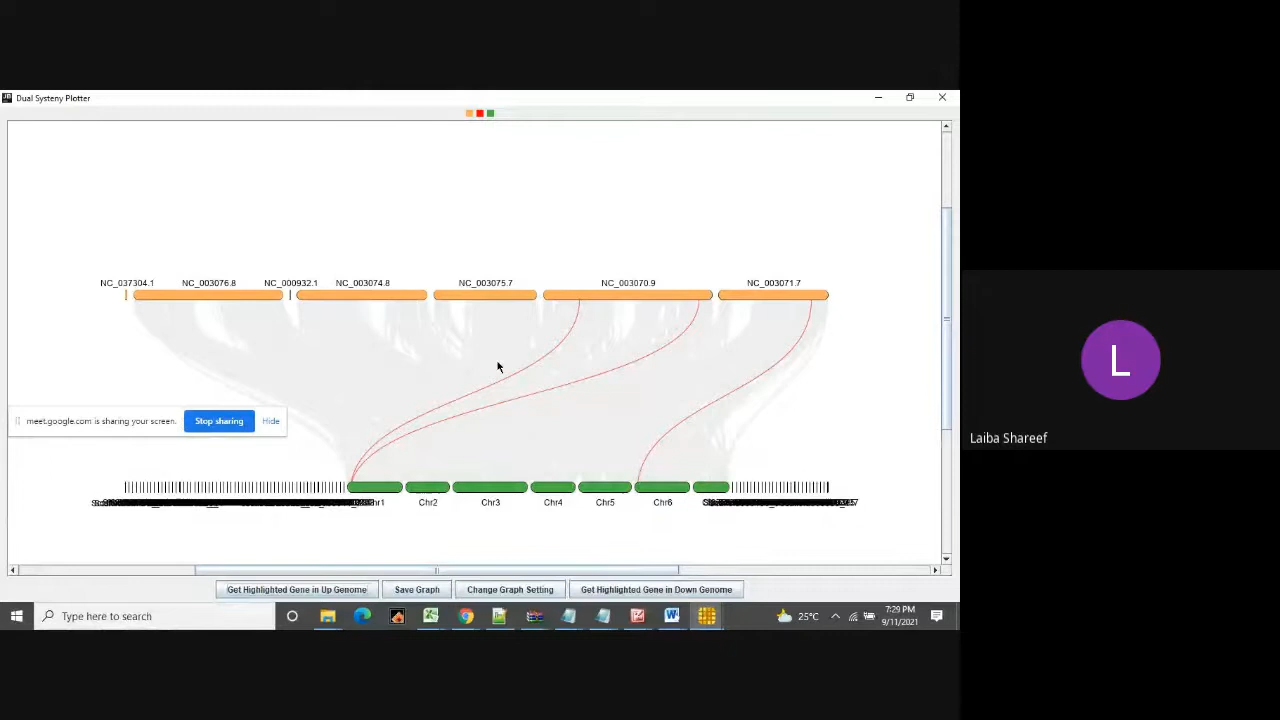 Dual Systeny Plotter
NC_037304.1 NC_003076.8 NC_000932.1 NC_003074.8 NC_003075.7 NC_003070.9 NC_003071.7
meet.google.com is sharing your screen. Stop sharing Hide
L
Laiba Shareef
Chr2 Chr3 Chr4 Chr5 Chr6
Get Highlighted Gene in Up Genome Save Graph Change Graph Setting Get Highlighted Gene in Down Genome
Type here to search 25°C 7:29 PM
9/11/2021